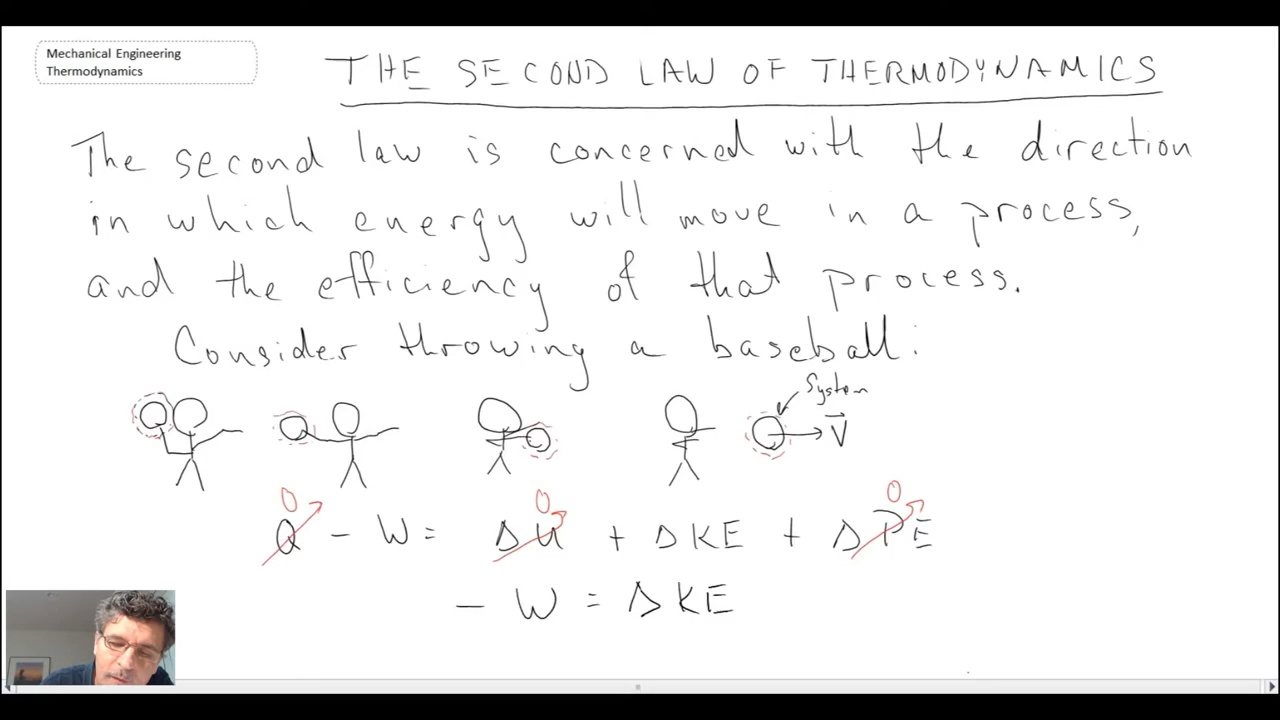 Mechanical Engineering
Thermodynamics
THE SECOND LAW OF THERMODYNAMICS
The second law is concerned with the direction
in which energy will move in a process,
and the efficiency of that process.
Consider throwing a baseball:
System
V⃗
0 0 0
Q - W = ΔU + ΔKE + ΔPE
- W = ΔKE